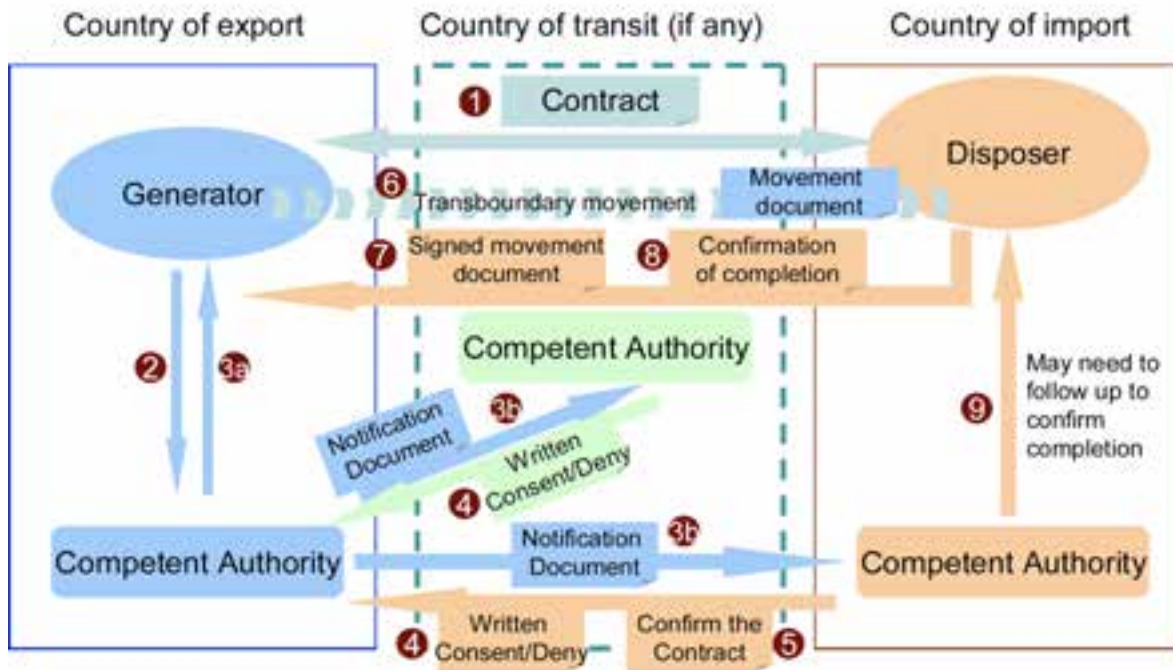 Country of export
Country of transit (if any)
Country of import
1
Contract
Generator
Disposer
6
Transboundary movement
Movement
document
7
Signed movement
document
8
Confirmation
of completion
Competent Authority
2
3a
3b
Notification
Document
Written
Consent/Deny
4
9
May need to
follow up to
confirm
completion
Competent Authority
Notification
Document
3b
Competent Authority
4
Written
Consent/Deny
Confirm the
Contract
5